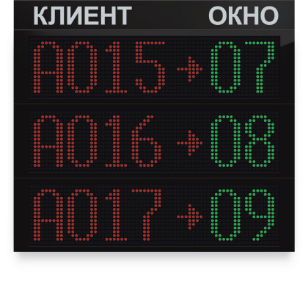 КЛИЕНТ ОКНО
A015 → 07
A016 → 08
A017 → 09